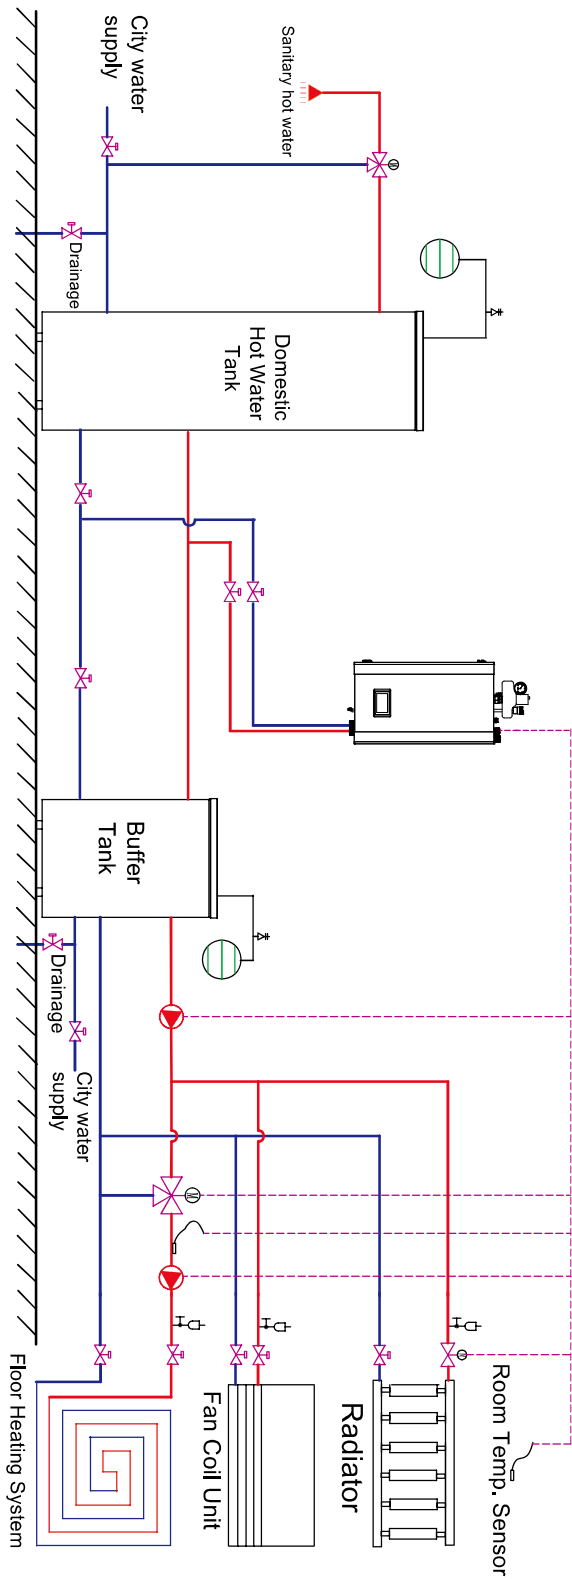 City water
supply
Sanitary hot water
M
Drainage
Domestic
Hot Water
Tank
Buffer
Tank
Drainage
City water
supply
M
M
Room Temp. Sensor
Radiator
Fan Coil Unit
Floor Heating System